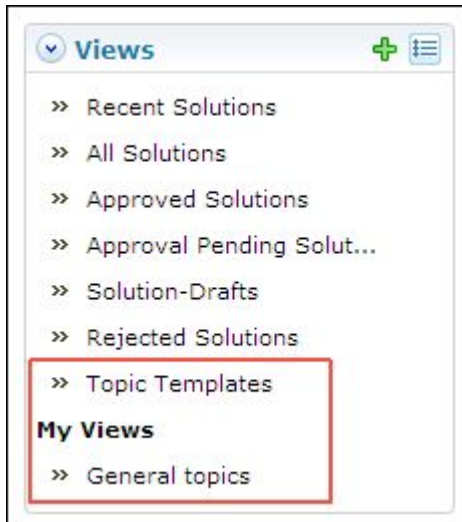 Views
» Recent Solutions
» All Solutions
» Approved Solutions
» Approval Pending Solut...
» Solution-Drafts
» Rejected Solutions
» Topic Templates
My Views
» General topics